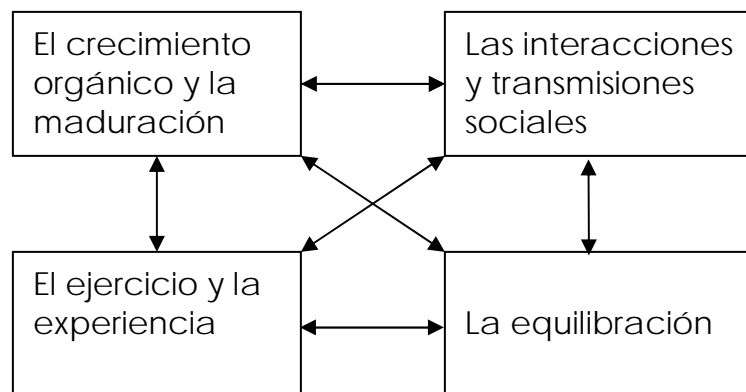 El crecimiento
orgánico y la
maduración
Las interacciones
y transmisiones
sociales
El ejercicio y la
experiencia
La equilibración